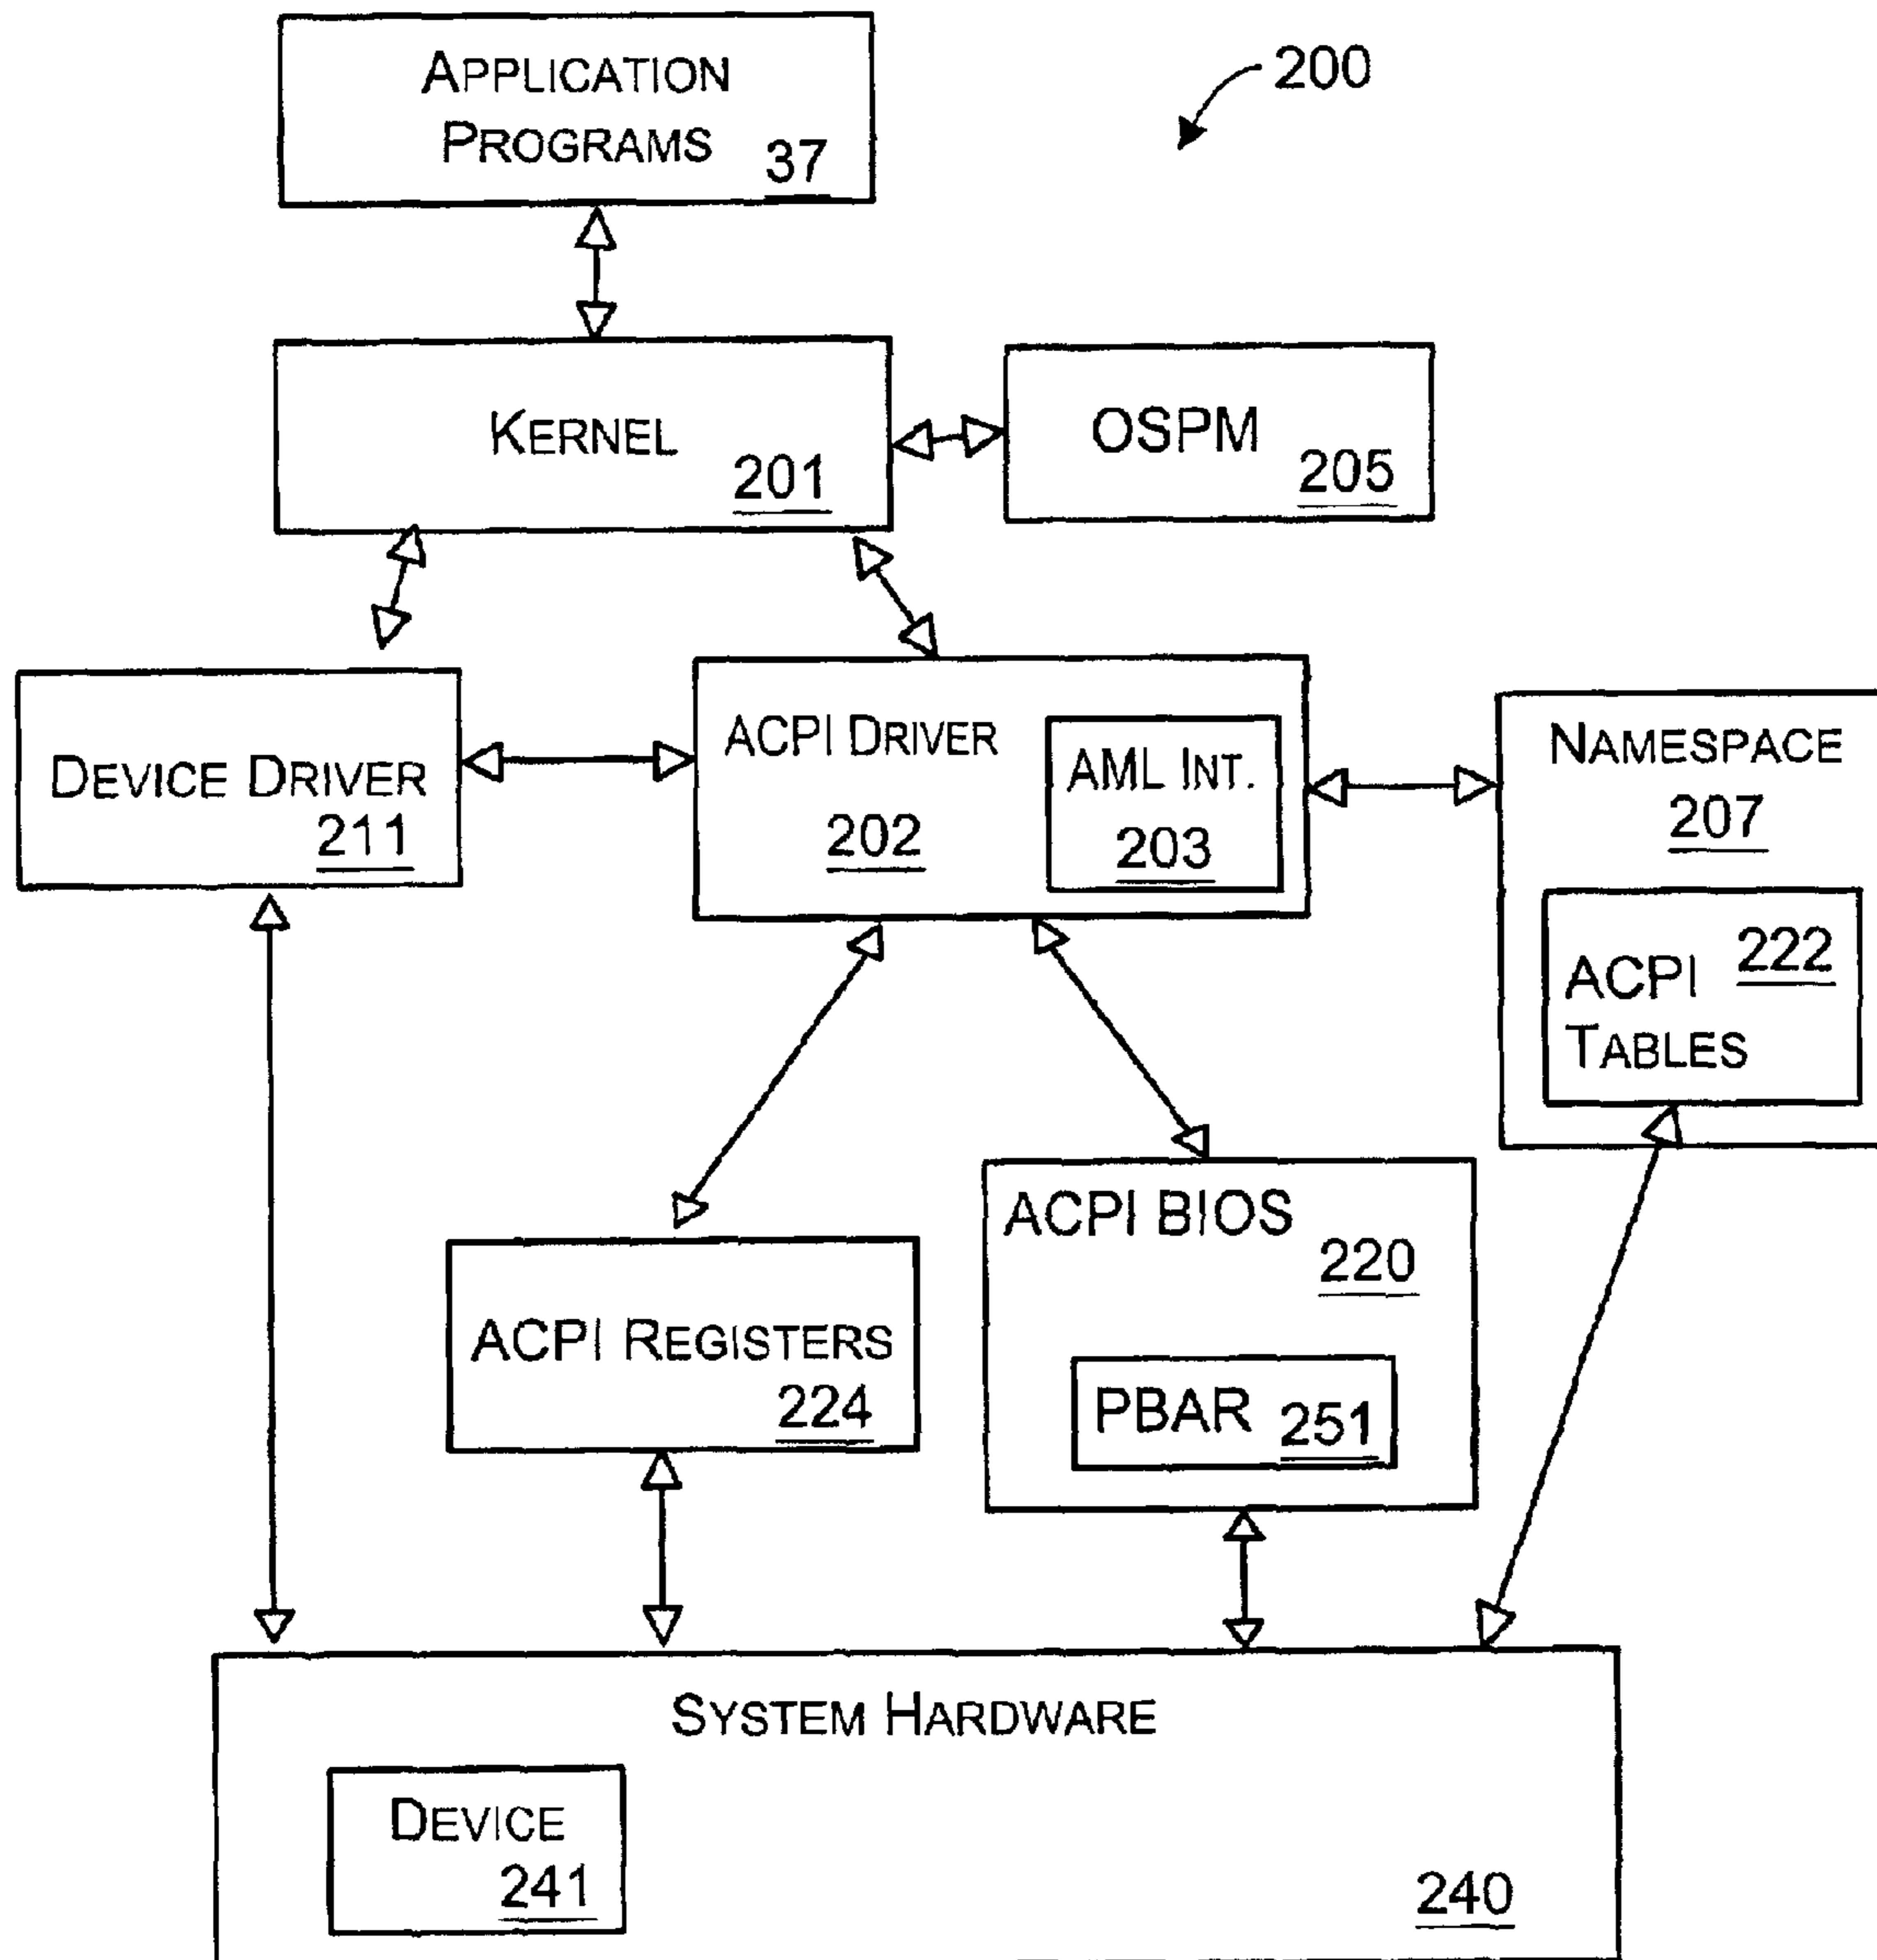 APPLICATION
PROGRAMS 37
200
KERNEL
201
OSPM
205
DEVICE DRIVER
211
ACPI DRIVER
202
AML INT.
203
NAMESPACE
207
222
ACPI
TABLES
ACPI REGISTERS
224
ACPI BIOS
220
PBAR 251
SYSTEM HARDWARE
DEVICE
241
240